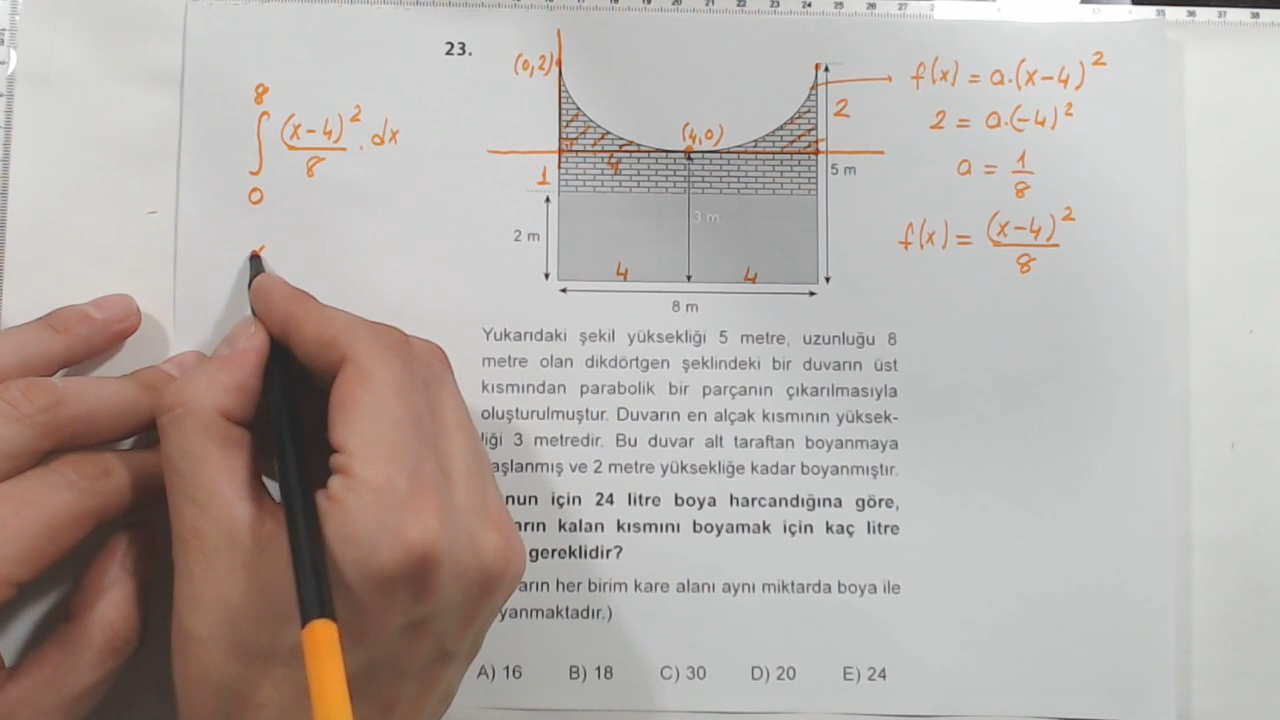 23.
(0,2)
8
∫ (x-4)² / 8 . dx
0
f(x) = a.(x-4)²
2 = a.(-4)²
a = 1/8
f(x) = (x-4)² / 8
2
(4,0)
4
1
5 m
3 m
2 m
4
4
8 m
Yukarıdaki şekil yüksekliği 5 metre, uzunluğu 8
metre olan dikdörtgen şeklindeki bir duvarın üst
kısmından parabolik bir parçanın çıkarılmasıyla
oluşturulmuştur. Duvarın en alçak kısmının yüksek-
liği 3 metredir. Bu duvar alt taraftan boyanmaya
aşlanmış ve 2 metre yüksekliğe kadar boyanmıştır.
nun için 24 litre boya harcandığına göre,
arın kalan kısmını boyamak için kaç litre
gereklidir?
arın her birim kare alanı aynı miktarda boya ile
yanmaktadır.)
A) 16 B) 18 C) 30 D) 20 E) 24